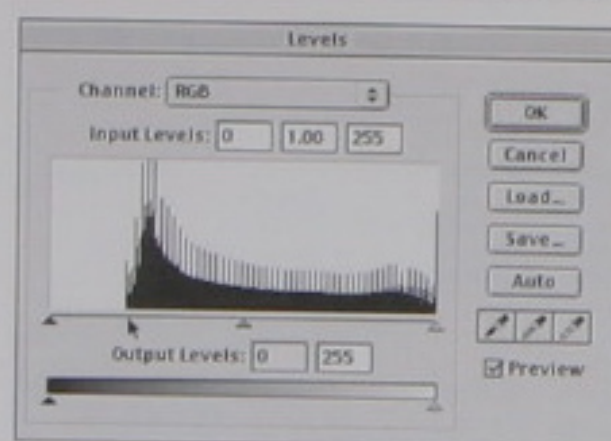 Levels
Channel: RGB
Input Levels: 0 1.00 255
OK
Cancel
Load...
Save...
Auto
Output Levels: 0 255
Preview